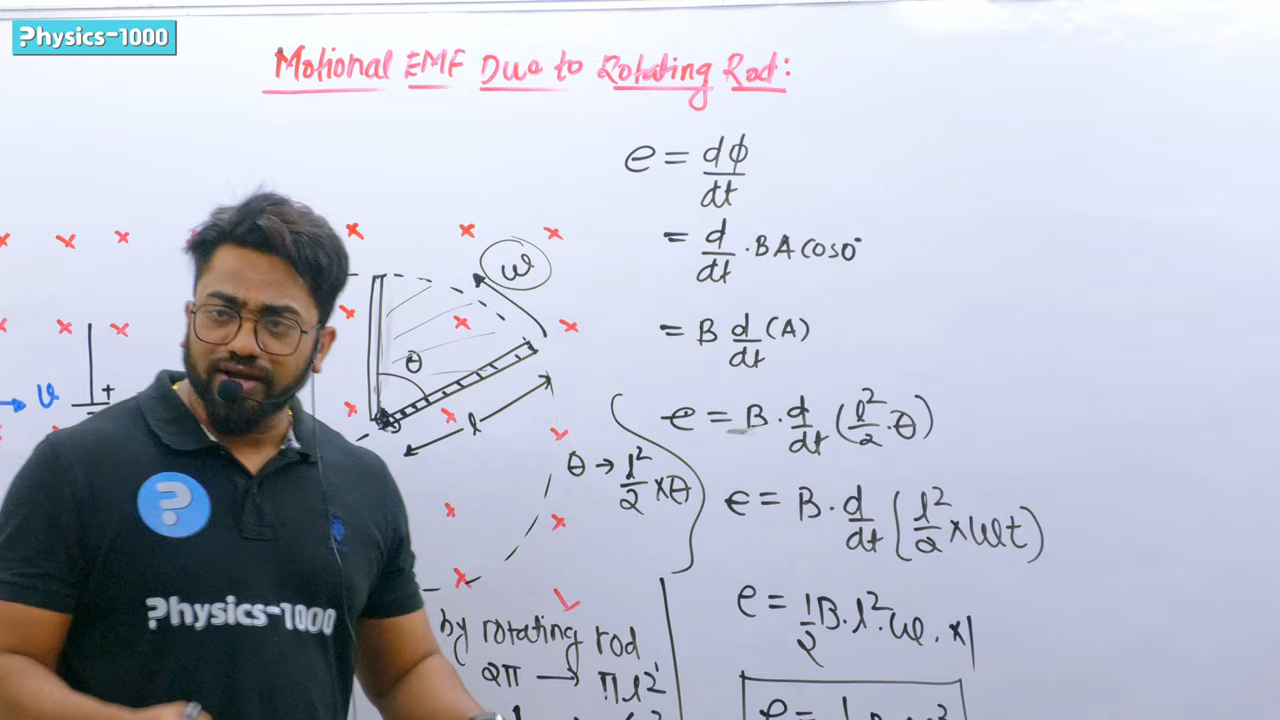 Physics-1000
Motional EMF Due to Rotating Rod:
e = dϕ/dt
= d/dt · BA cos0°
= B d/dt (A)
e = B · d/dt (l²/2 · θ)
θ → l²/2 × θ
e = B · d/dt (l²/2 × ωt)
e = 1/2 B · l² · ω · × 1
ω
θ
l
v
+
?
Physics-1000
by rotating rod
2π → πl²